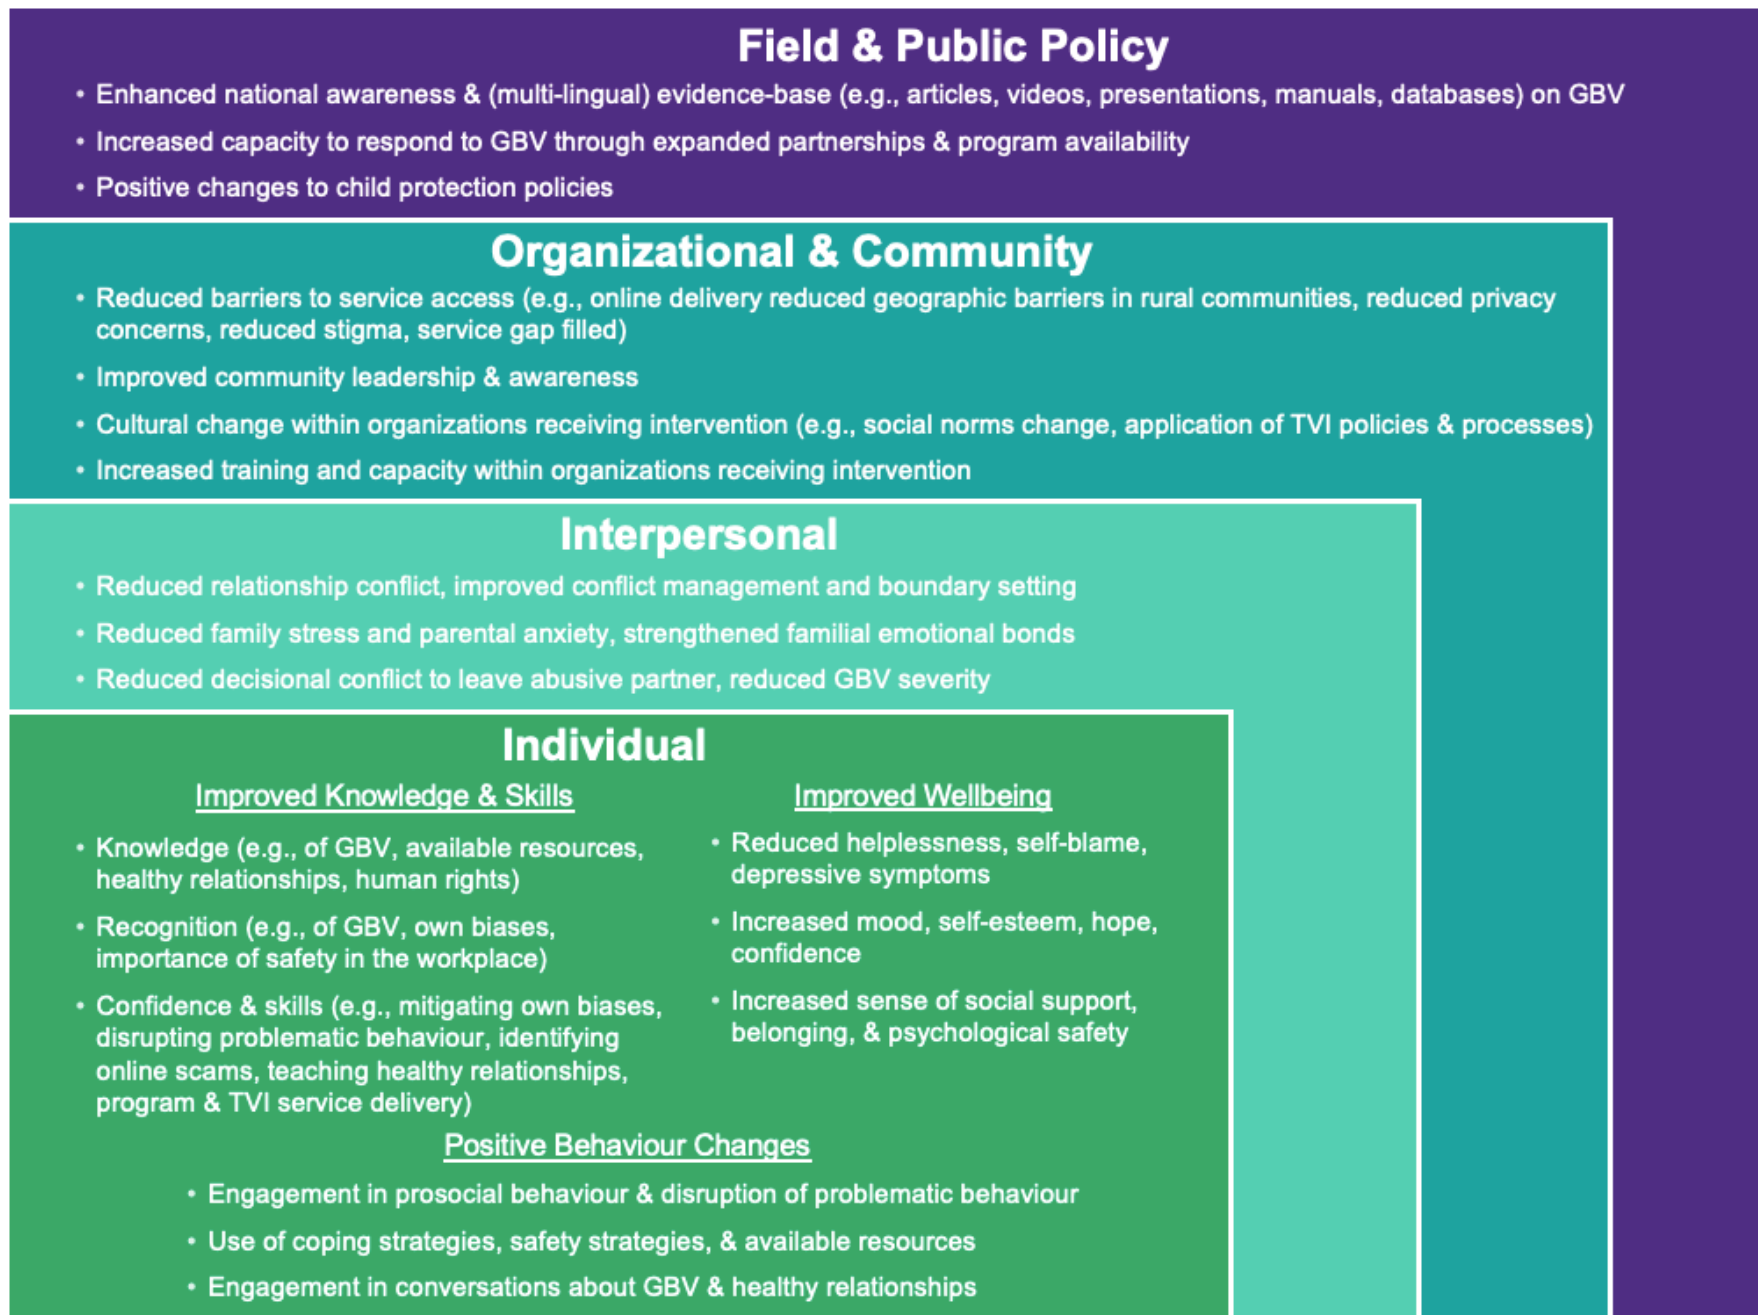 Field & Public Policy
• Enhanced national awareness & (multi-lingual) evidence-base (e.g., articles, videos, presentations, manuals, databases) on GBV
• Increased capacity to respond to GBV through expanded partnerships & program availability
• Positive changes to child protection policies
Organizational & Community
• Reduced barriers to service access (e.g., online delivery reduced geographic barriers in rural communities, reduced privacy
concerns, reduced stigma, service gap filled)
• Improved community leadership & awareness
• Cultural change within organizations receiving intervention (e.g., social norms change, application of TVI policies & processes)
• Increased training and capacity within organizations receiving intervention
Interpersonal
• Reduced relationship conflict, improved conflict management and boundary setting
• Reduced family stress and parental anxiety, strengthened familial emotional bonds
• Reduced decisional conflict to leave abusive partner, reduced GBV severity
Individual
Improved Knowledge & Skills
• Knowledge (e.g., of GBV, available resources,
healthy relationships, human rights)
• Recognition (e.g., of GBV, own biases,
importance of safety in the workplace)
• Confidence & skills (e.g., mitigating own biases,
disrupting problematic behaviour, identifying
online scams, teaching healthy relationships,
program & TVI service delivery)
Improved Wellbeing
• Reduced helplessness, self-blame,
depressive symptoms
• Increased mood, self-esteem, hope,
confidence
• Increased sense of social support,
belonging, & psychological safety
Positive Behaviour Changes
• Engagement in prosocial behaviour & disruption of problematic behaviour
• Use of coping strategies, safety strategies, & available resources
• Engagement in conversations about GBV & healthy relationships